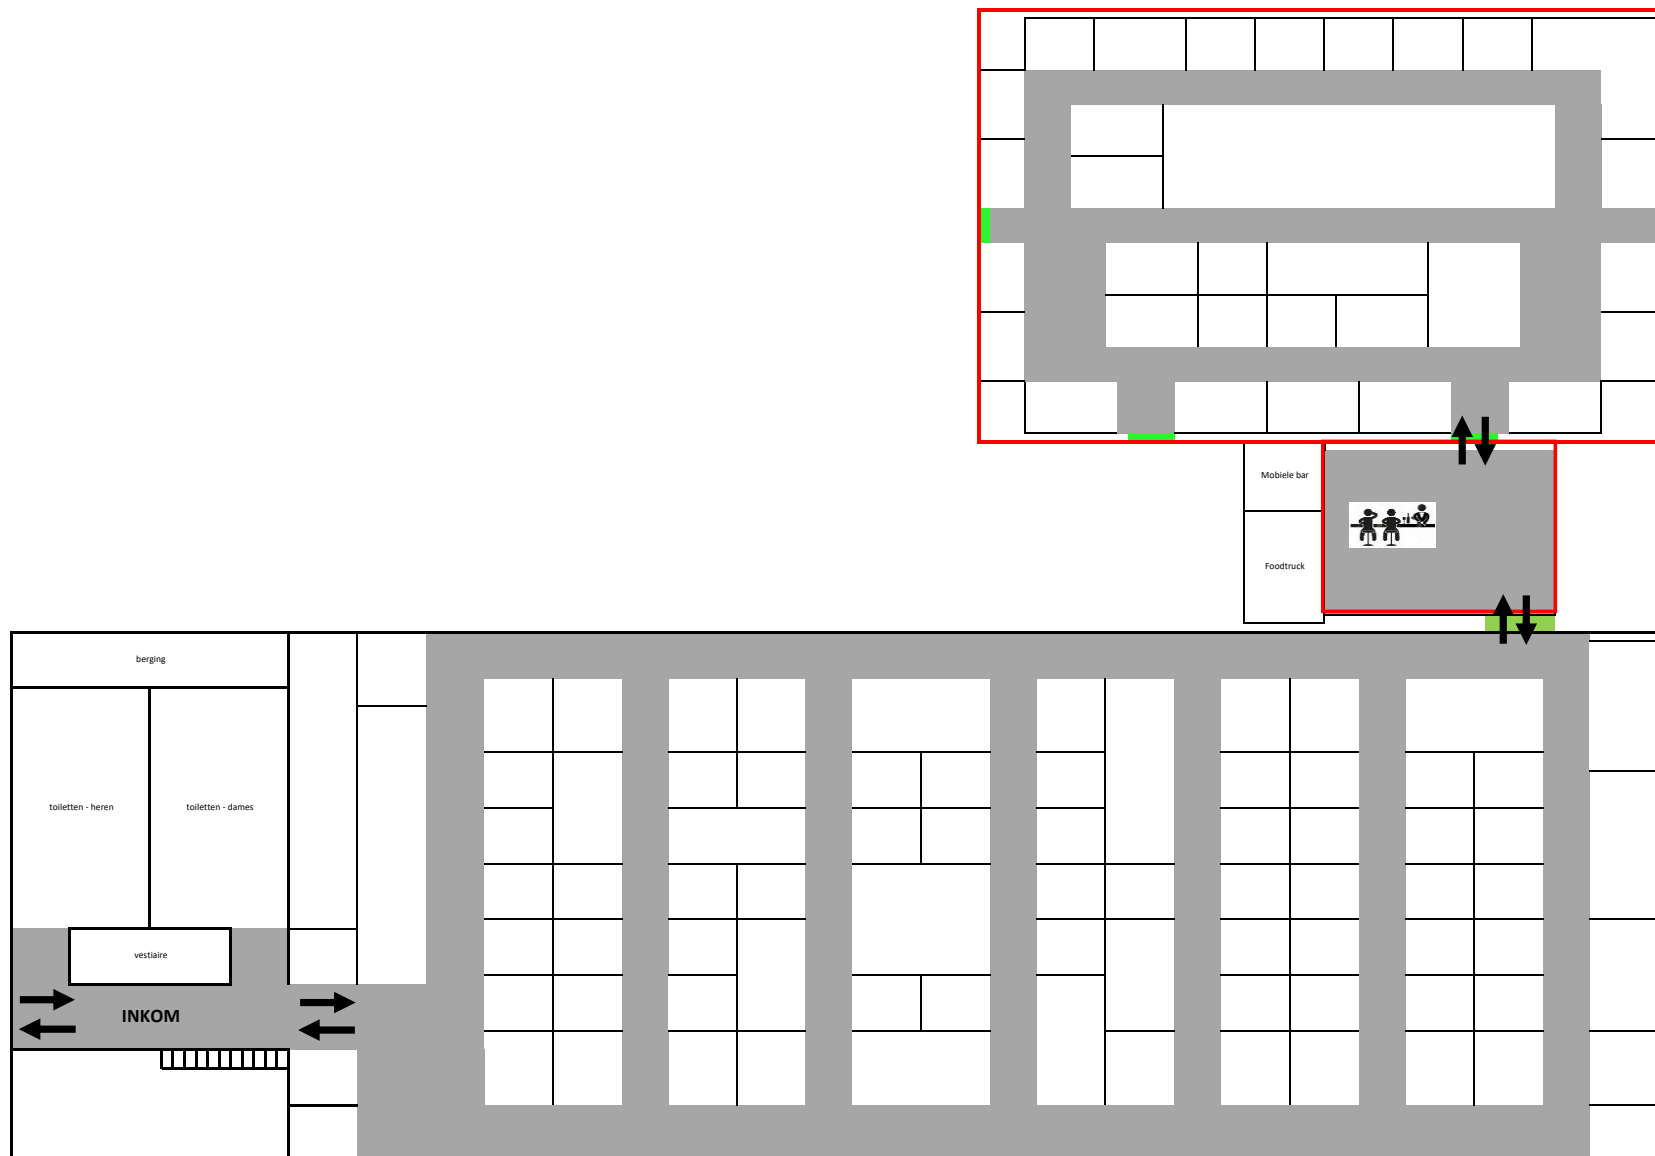 Mobiele bar
Foodtruck
berging
toiletten - heren
toiletten - dames
vestiaire
INKOM